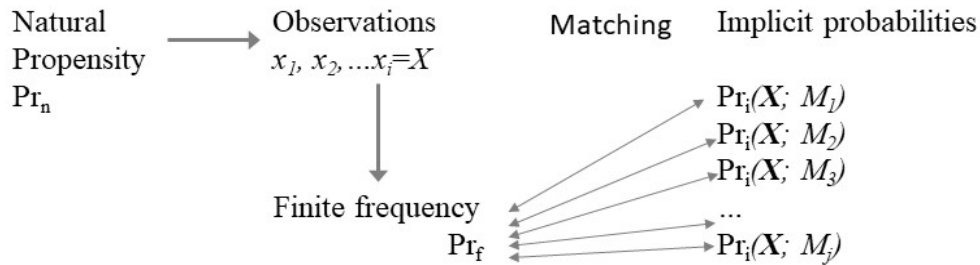 Natural
Propensity
Prₙ
Observations
x₁, x₂, ...xᵢ=X
Finite frequency
Pr_f
Matching
Implicit probabilities
Prᵢ(X; M₁)
Prᵢ(X; M₂)
Prᵢ(X; M₃)
...
Prᵢ(X; Mⱼ)